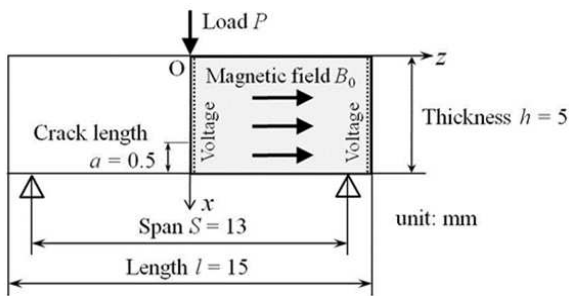 Load P
O
z
Magnetic field B₀
Voltage
Voltage
Thickness h = 5
Crack length
a = 0.5
x
Span S = 13
unit: mm
Length l = 15